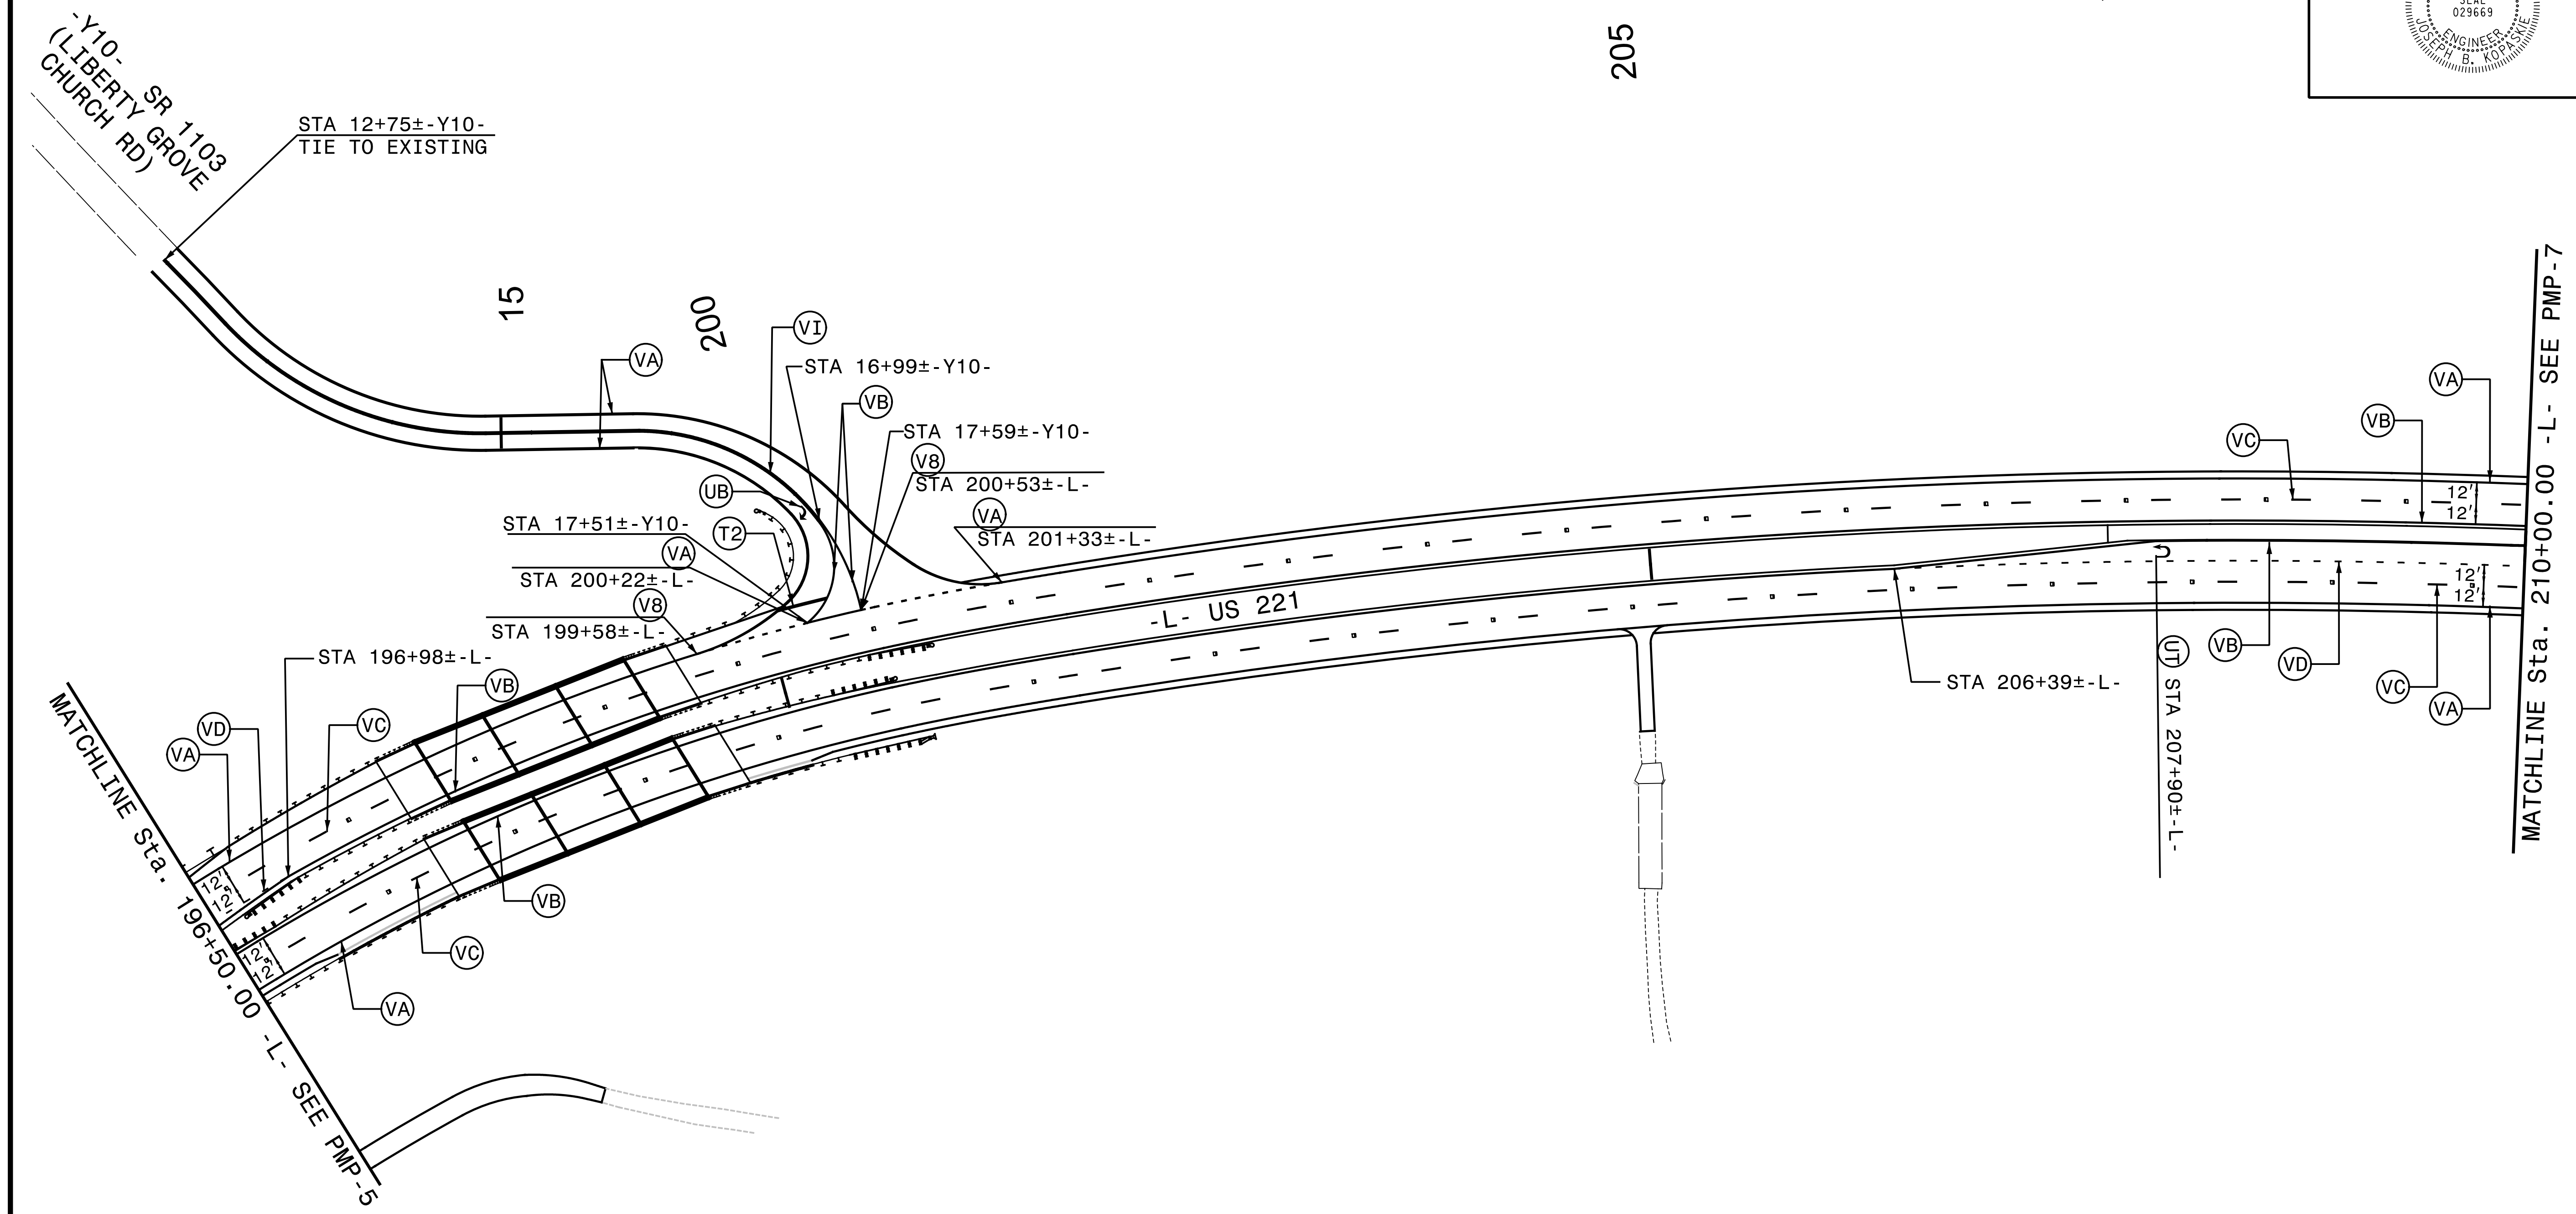 -Y10- SR 1103
(LIBERTY GROVE
CHURCH RD)
STA 12+75±-Y10-
TIE TO EXISTING
205
029669
ENGINEER
JOSEPH B. KOPASKIE
15
200
VI
VA
STA 16+99±-Y10-
VB
STA 17+59±-Y10-
V8
STA 200+53±-L-
UB
VA
STA 201+33±-L-
STA 17+51±-Y10-
T2
VA
STA 200+22±-L-
V8
STA 199+58±-L-
STA 196+98±-L-
VB
VC
VD
VA
12'
12'
12'
12'
VB
VC
VA
-L- US 221
MATCHLINE Sta. 196+50.00 -L- SEE PMP-5
STA 206+39±-L-
UT STA 207+90±-L-
VA
VB
VC
12'
12'
12'
12'
VB
VD
VC
VA
MATCHLINE Sta. 210+00.00 -L- SEE PMP-7